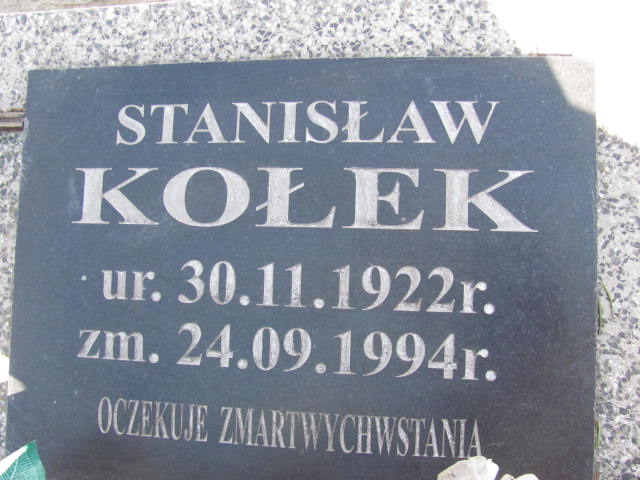 STANISŁAW
KOŁEK
ur. 30.11.1922r.
zm. 24.09.1994r.
OCZEKUJE ZMARTWYCHWSTANIA